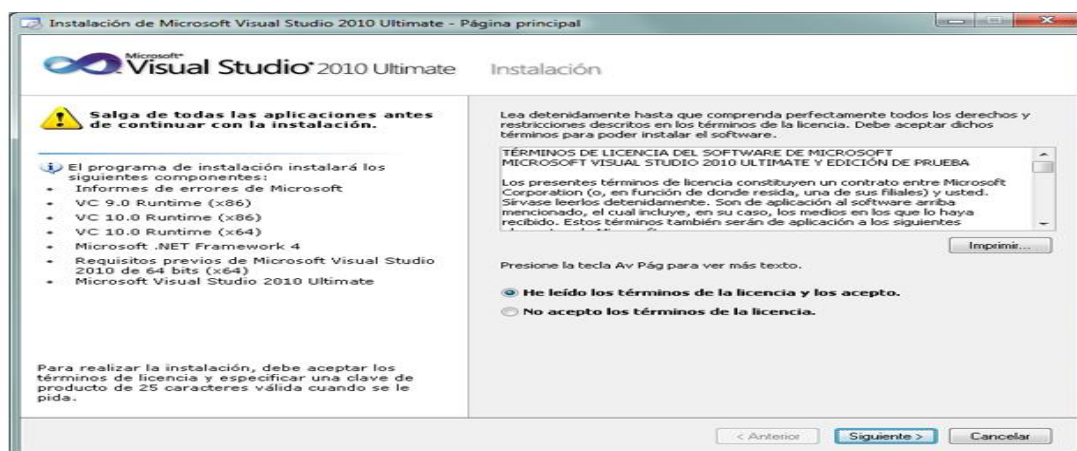 Instalación de Microsoft Visual Studio 2010 Ultimate - Página principal
Microsoft®
Visual Studio® 2010 Ultimate
Instalación
Salga de todas las aplicaciones antes
de continuar con la instalación.
El programa de instalación instalará los
siguientes componentes:
• Informes de errores de Microsoft
• VC 9.0 Runtime (x86)
• VC 10.0 Runtime (x86)
• VC 10.0 Runtime (x64)
• Microsoft .NET Framework 4
• Requisitos previos de Microsoft Visual Studio
2010 de 64 bits (x64)
• Microsoft Visual Studio 2010 Ultimate
Para realizar la instalación, debe aceptar los
términos de licencia y especificar una clave de
producto de 25 caracteres válida cuando se le
pida.
Lea detenidamente hasta que comprenda perfectamente todos los derechos y
restricciones descritos en los términos de la licencia. Debe aceptar dichos
términos para poder instalar el software.
TÉRMINOS DE LICENCIA DEL SOFTWARE DE MICROSOFT
MICROSOFT VISUAL STUDIO 2010 ULTIMATE Y EDICIÓN DE PRUEBA
Los presentes términos de licencia constituyen un contrato entre Microsoft
Corporation (o, en función de donde resida, una de sus filiales) y usted.
Sírvase leerlos detenidamente. Son de aplicación al software arriba
mencionado, el cual incluye, en su caso, los medios en los que lo haya
recibido. Estos términos también serán de aplicación a los siguientes
Imprimir...
Presione la tecla Av Pág para ver más texto.
He leído los términos de la licencia y los acepto.
No acepto los términos de la licencia.
< Anterior
Siguiente >
Cancelar